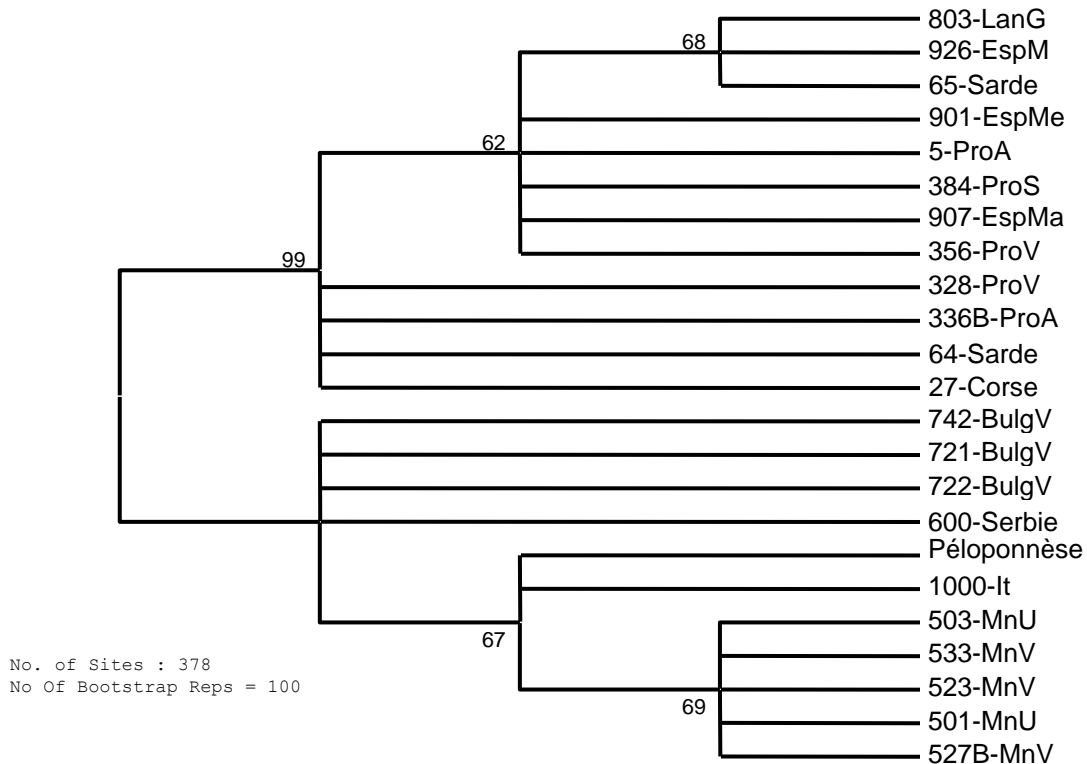 803-LanG
68
926-EspM
65-Sarde
901-EspMe
62
5-ProA
384-ProS
907-EspMa
356-ProV
99
328-ProV
336B-ProA
64-Sarde
27-Corse
742-BulgV
721-BulgV
722-BulgV
600-Serbie
Péloponnèse
1000-It
503-MnU
67
533-MnV
No. of Sites : 378
No Of Bootstrap Reps = 100
523-MnV
69
501-MnU
527B-MnV